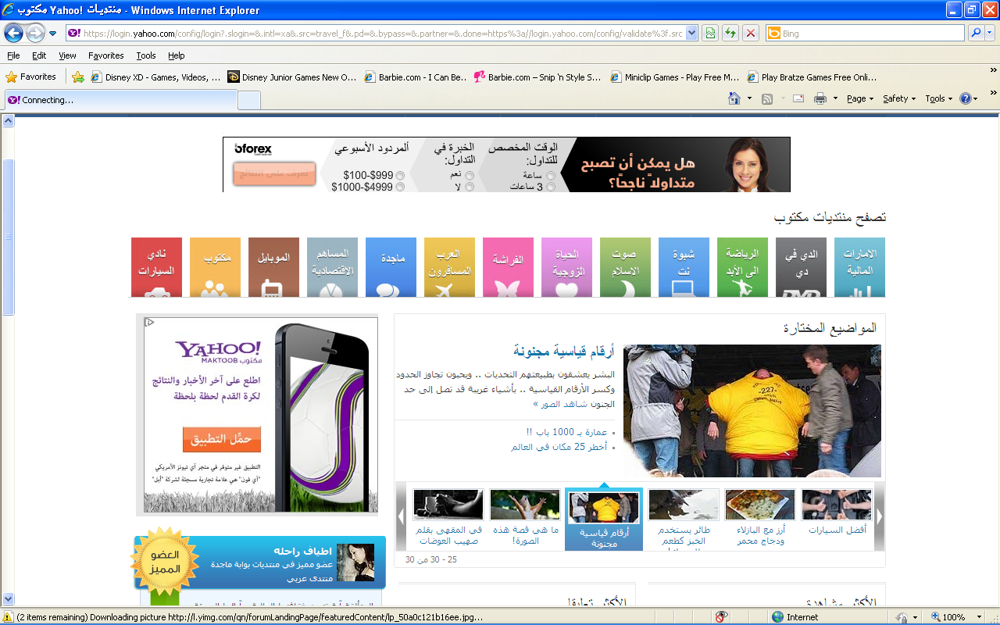 مكتوب Yahoo! منتديات - Windows Internet Explorer
https://login.yahoo.com/config/login?.slogin=&.intl=xa&.src=travel_f&.pd=&.bypass=&.partner=&.done=https%3a//login.yahoo.com/config/validate%3f.src
Bing
File Edit View Favorites Tools Help
Favorites
Disney XD - Games, Videos, ...
Disney Junior Games New O...
Barbie.com - I Can Be..
Barbie.com – Snip 'n Style S...
Miniclip Games - Play Free M...
Play Bratze Games Free Onli...
Connecting...
Page Safety Tools
هل يمكن أن تصبح
متداولاً ناجحاً؟
الوقت المخصص
للتداول:
ساعة
3 ساعات
الخبرة في
التداول:
نعم
لا
المردود الأسبوعي
$100-$999
$1000-$4999
bforex
تصفح منتديات مكتوب
الامارات
المالية
الدي في
دي
DVD
الرياضة
الى الأبد
شبوة
نت
صوت
الاسلام
الحياة
الزوجية
الفراشة
العرب
المسافرون
ماجدة
المساهم
الاقتصادية
الموبايل
مكتوب
نادي
السيارات
المواضيع المختارة
أرقام قياسية مجنونة
البشر يعشقون بطبيعتهم التحديات .. ويحبون تجاوز الحدود
وكسر الأرقام القياسية .. بأشياء غريبة قد تصل إلى حد
الجنون شاهد الصور »
عمارة بـ 1000 باب !!
أخطر 25 مكان في العالم
-227-
أفضل السيارات
أرز مع البازلاء
ودجاج محمر
طائر يستخدم
الخبز كطعم
أرقام قياسية
مجنونة
ما هي قصة هذه
الصورة!
في المقهى بقلم
صهيب العوضات
25 - 30 من 30
YAHOO!
MAKTOOB مكتوب
اطلع على آخر الأخبار والنتائج
لكرة القدم لحظة بلحظة
حمّل التطبيق
التطبيق غير متوفر في متجر آي تيونز الأمريكي
"آي فون" هي علامة تجارية مسجلة لشركة "أبل"
العضو
المميز
اطياف راحله
عضو مميز في منتديات بوابة ماجدة
منتدى عربي
الأكثر مشاهدة
الأكثر تعليقا
(2 items remaining) Downloading picture http://l.yimg.com/qn/forumLandingPage/featuredContent/lp_50a0c121b16ee.jpg...
Internet
100%